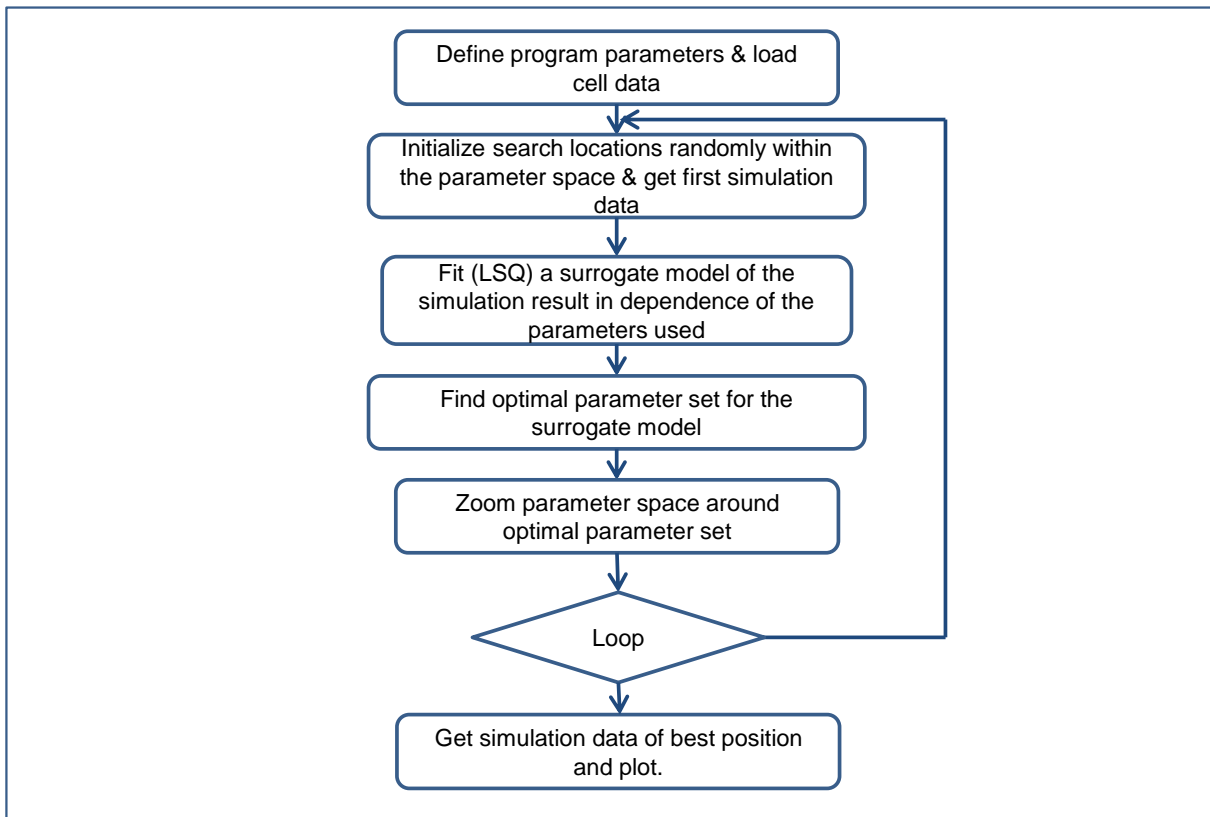 Define program parameters & load
cell data
Initialize search locations randomly within
the parameter space & get first simulation
data
Fit (LSQ) a surrogate model of the
simulation result in dependence of the
parameters used
Find optimal parameter set for the
surrogate model
Zoom parameter space around
optimal parameter set
Loop
Get simulation data of best position
and plot.